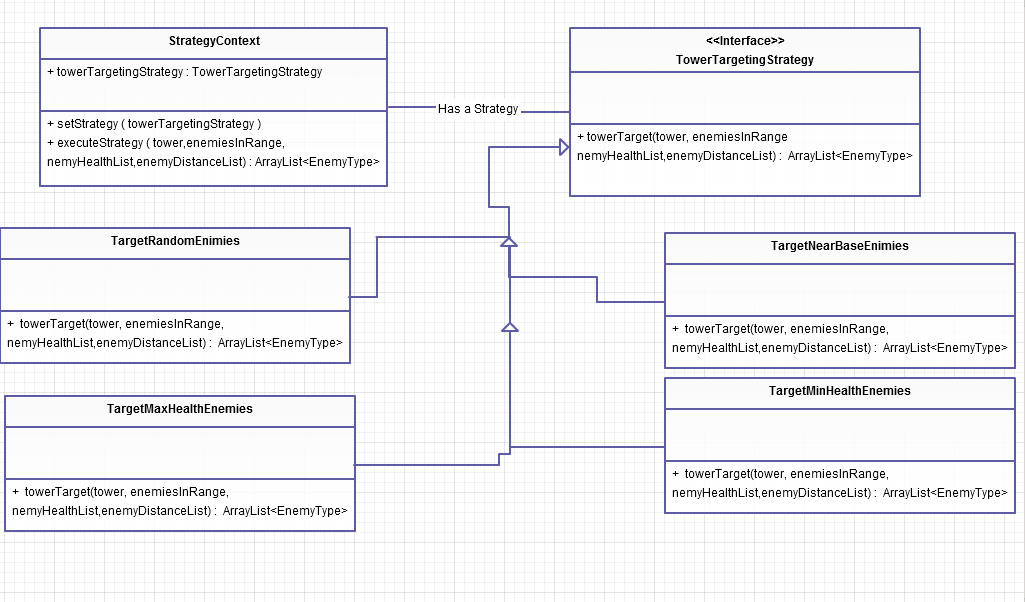 StrategyContext
+ towerTargetingStrategy : TowerTargetingStrategy
+ setStrategy ( towerTargetingStrategy )
+ executeStrategy ( tower,enemiesInRange,
nemyHealthList,enemyDistanceList) : ArrayList<EnemyType>
Has a Strategy
<<Interface>>
TowerTargetingStrategy
+ towerTarget(tower, enemiesInRange
nemyHealthList,enemyDistanceList) : ArrayList<EnemyType>
TargetRandomEnimies
+ towerTarget(tower, enemiesInRange,
nemyHealthList,enemyDistanceList) : ArrayList<EnemyType>
TargetNearBaseEnimies
+ towerTarget(tower, enemiesInRange,
nemyHealthList,enemyDistanceList) : ArrayList<EnemyType>
TargetMaxHealthEnemies
+ towerTarget(tower, enemiesInRange,
nemyHealthList,enemyDistanceList) : ArrayList<EnemyType>
TargetMinHealthEnemies
+ towerTarget(tower, enemiesInRange,
nemyHealthList,enemyDistanceList) : ArrayList<EnemyType>